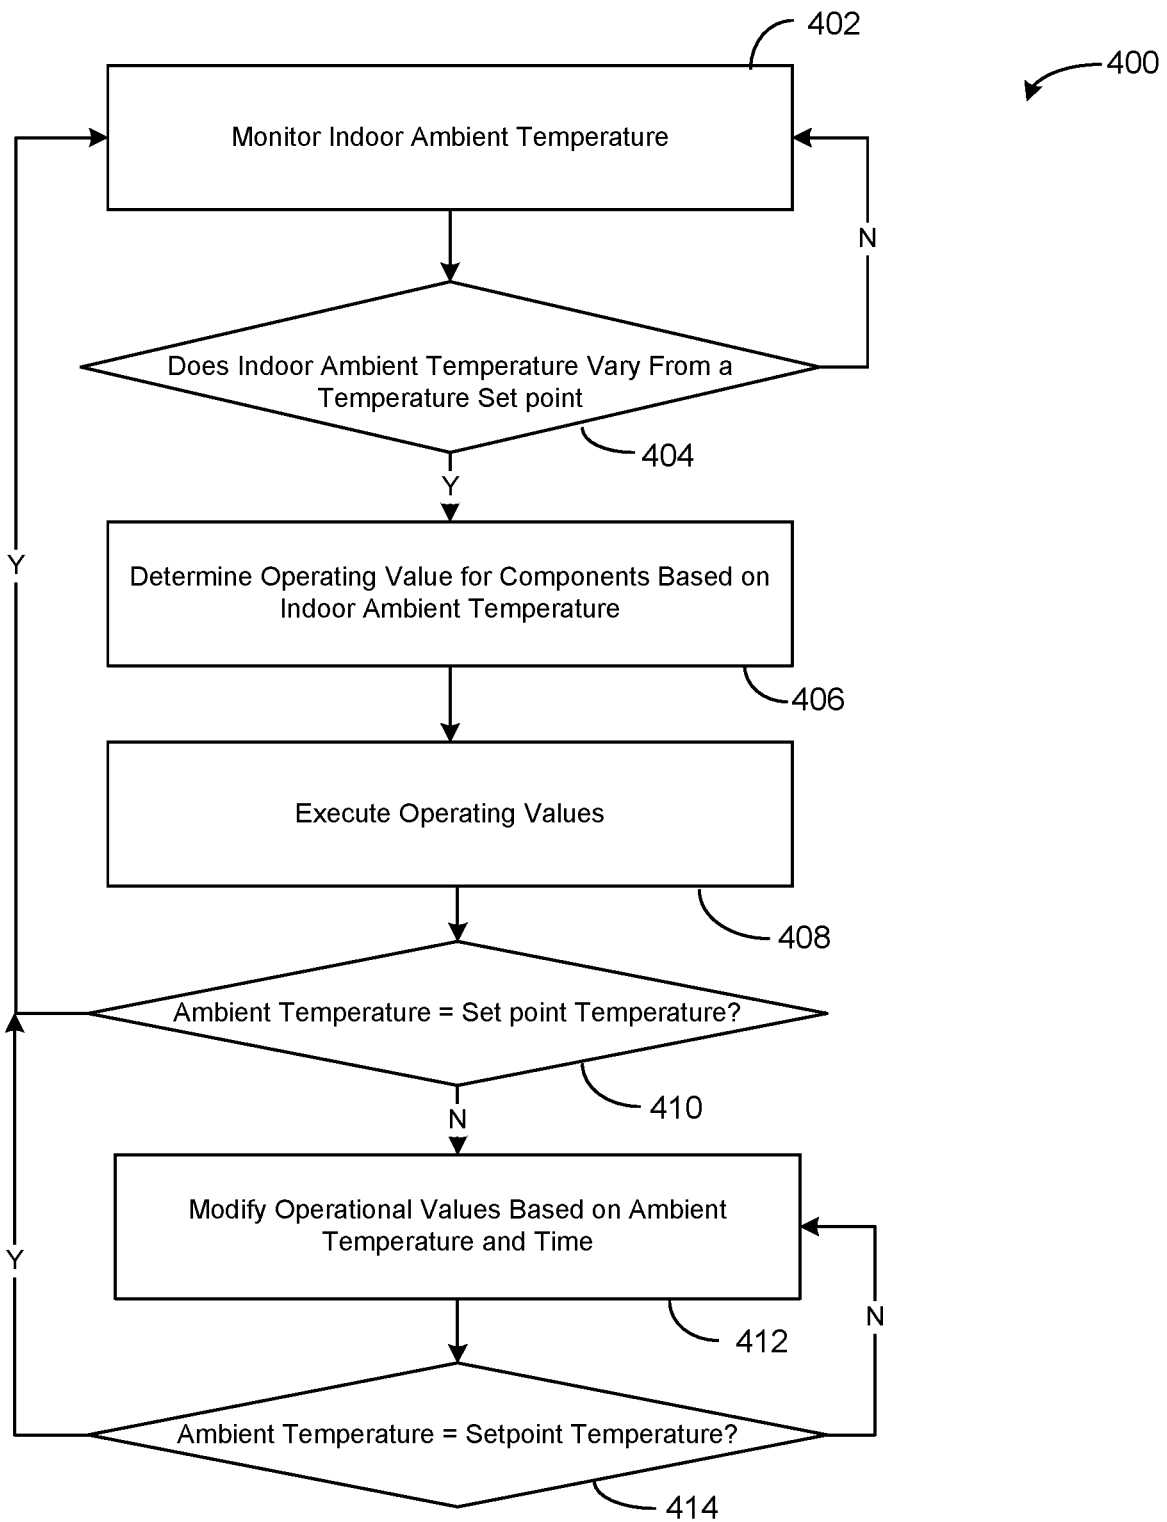 402
400
Monitor Indoor Ambient Temperature
N
Does Indoor Ambient Temperature Vary From a
Temperature Set point
404
Y
Y
Determine Operating Value for Components Based on
Indoor Ambient Temperature
406
Execute Operating Values
408
Ambient Temperature = Set point Temperature?
410
N
Modify Operational Values Based on Ambient
Temperature and Time
Y
N
412
Ambient Temperature = Setpoint Temperature?
414